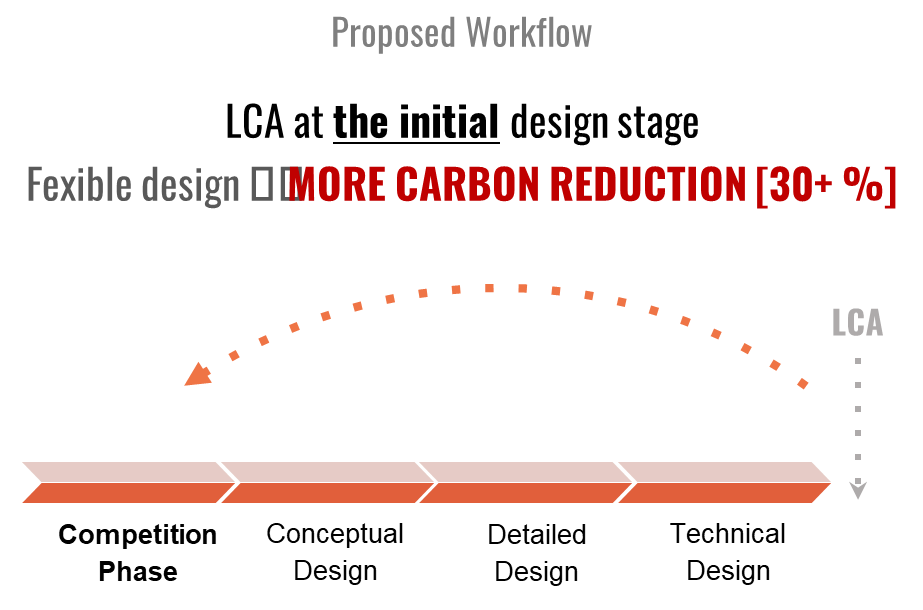 Proposed Workflow
LCA at the initial design stage
Fexible design MORE CARBON REDUCTION [30+ %]
LCA
Competition
Phase
Conceptual
Design
Detailed
Design
Technical
Design